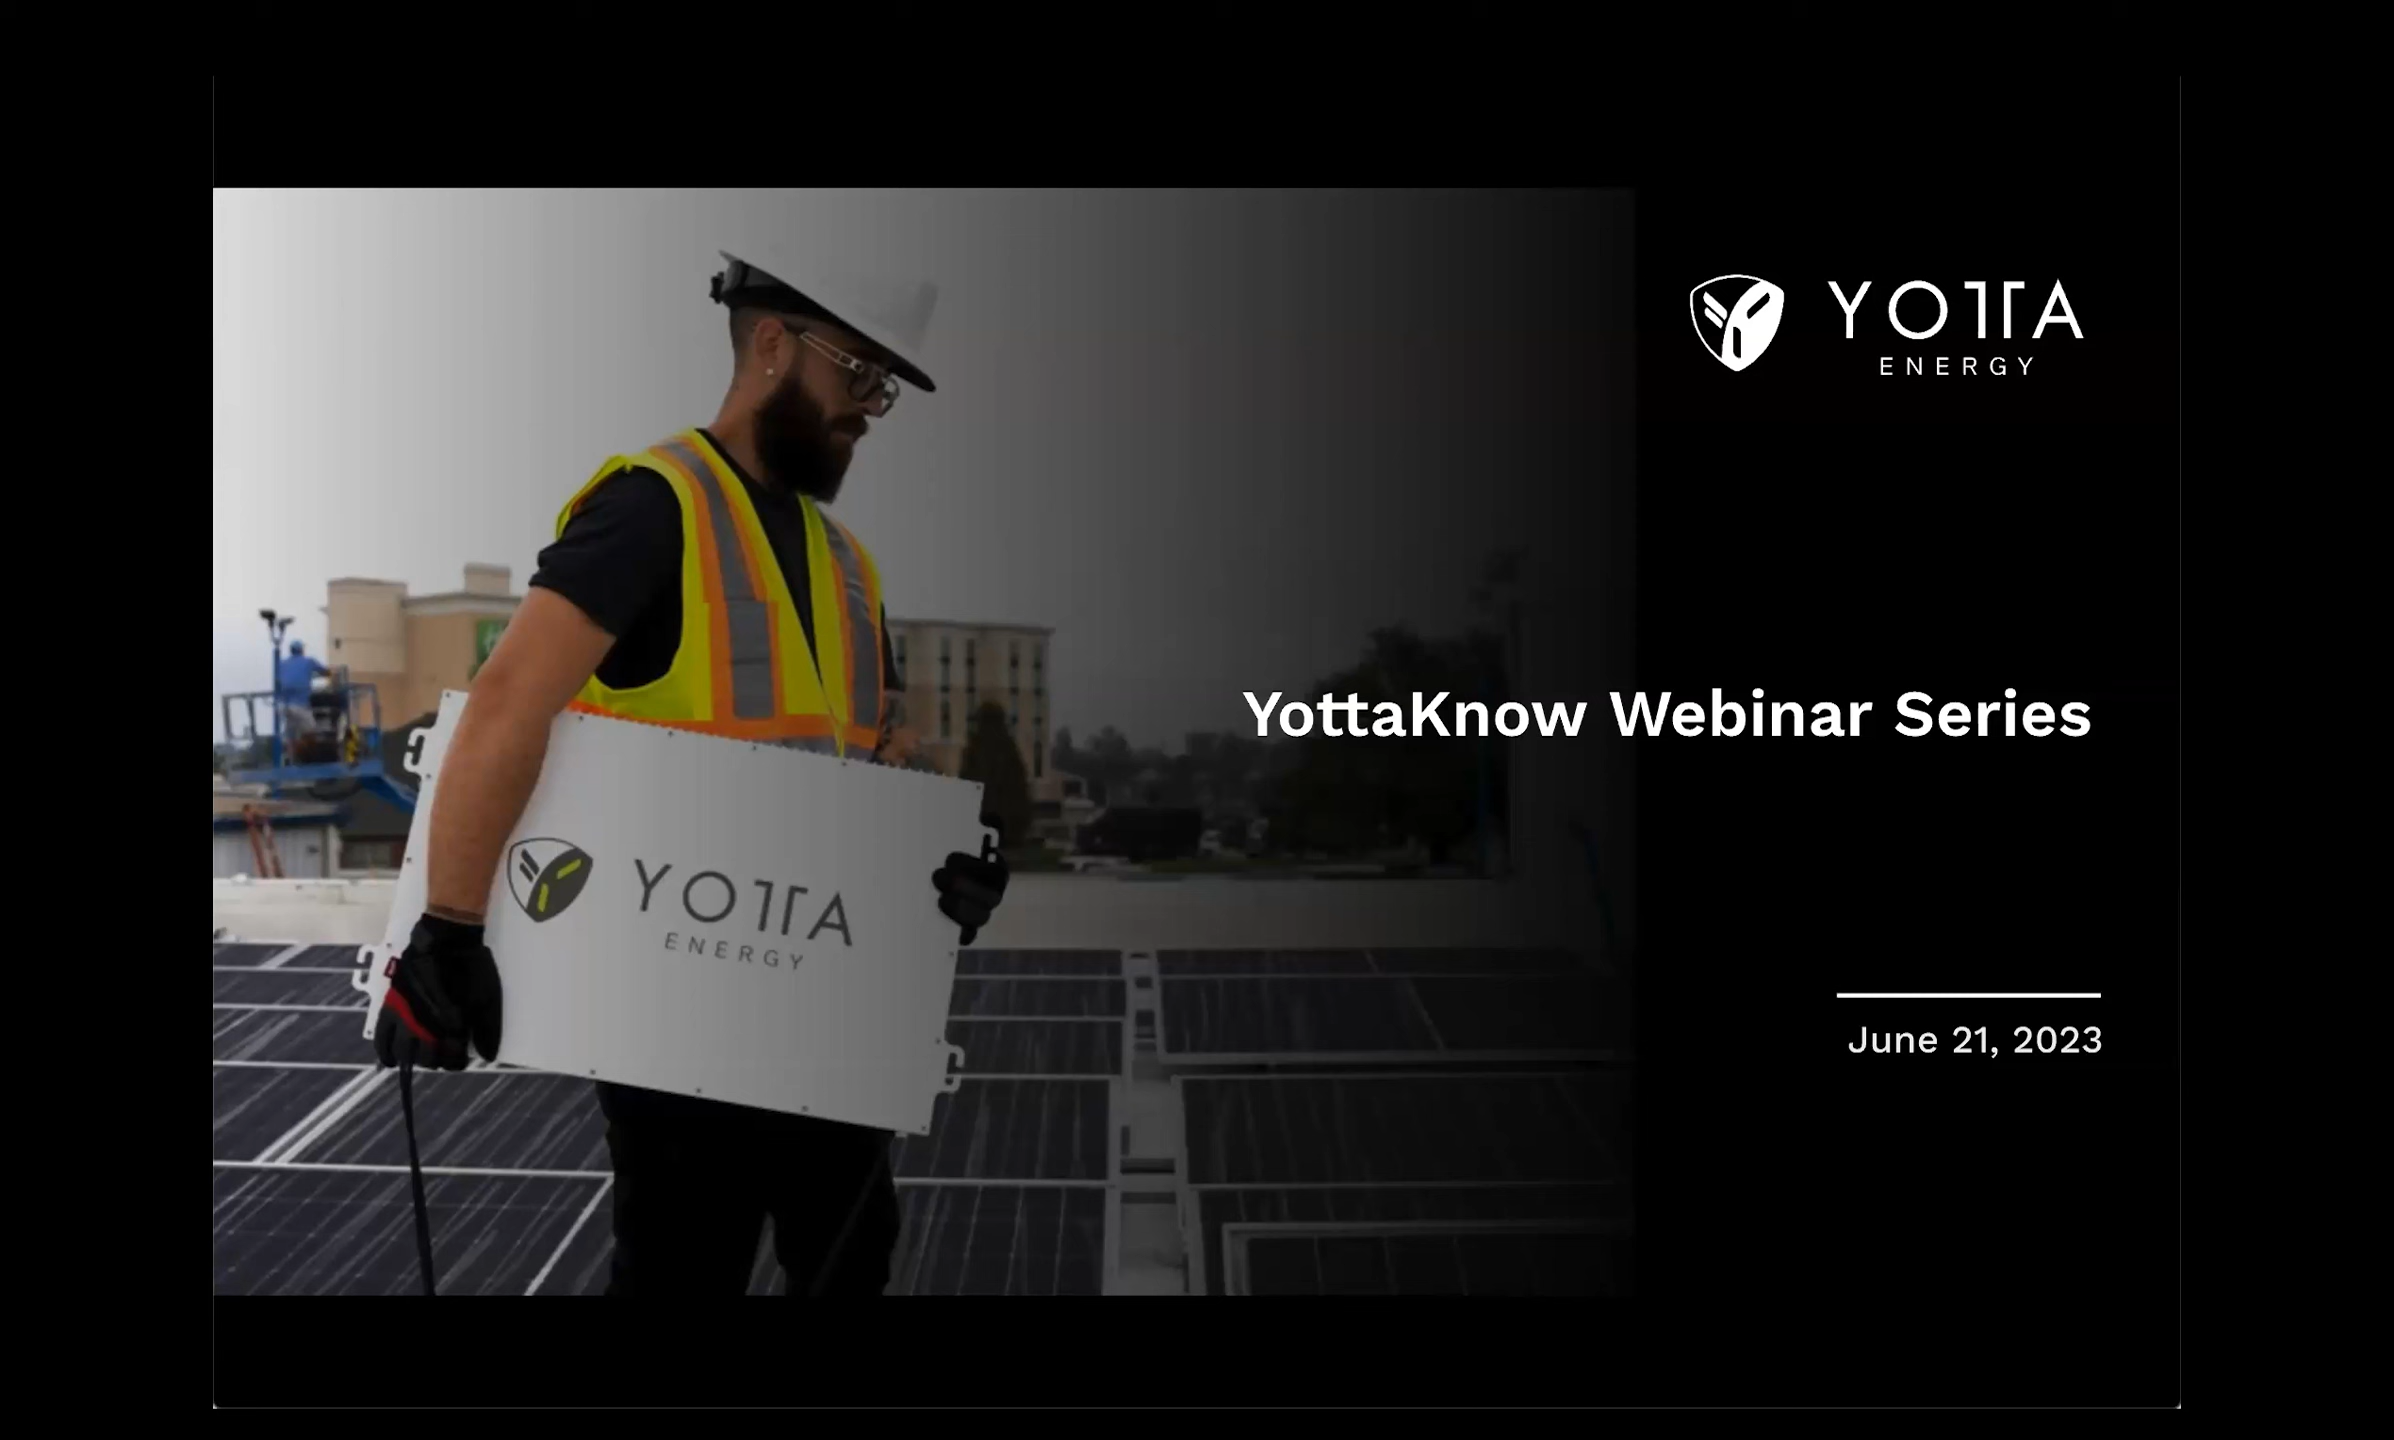 YOTTA
ENERGY
YottaKnow Webinar Series
June 21, 2023
YOTTA
ENERGY